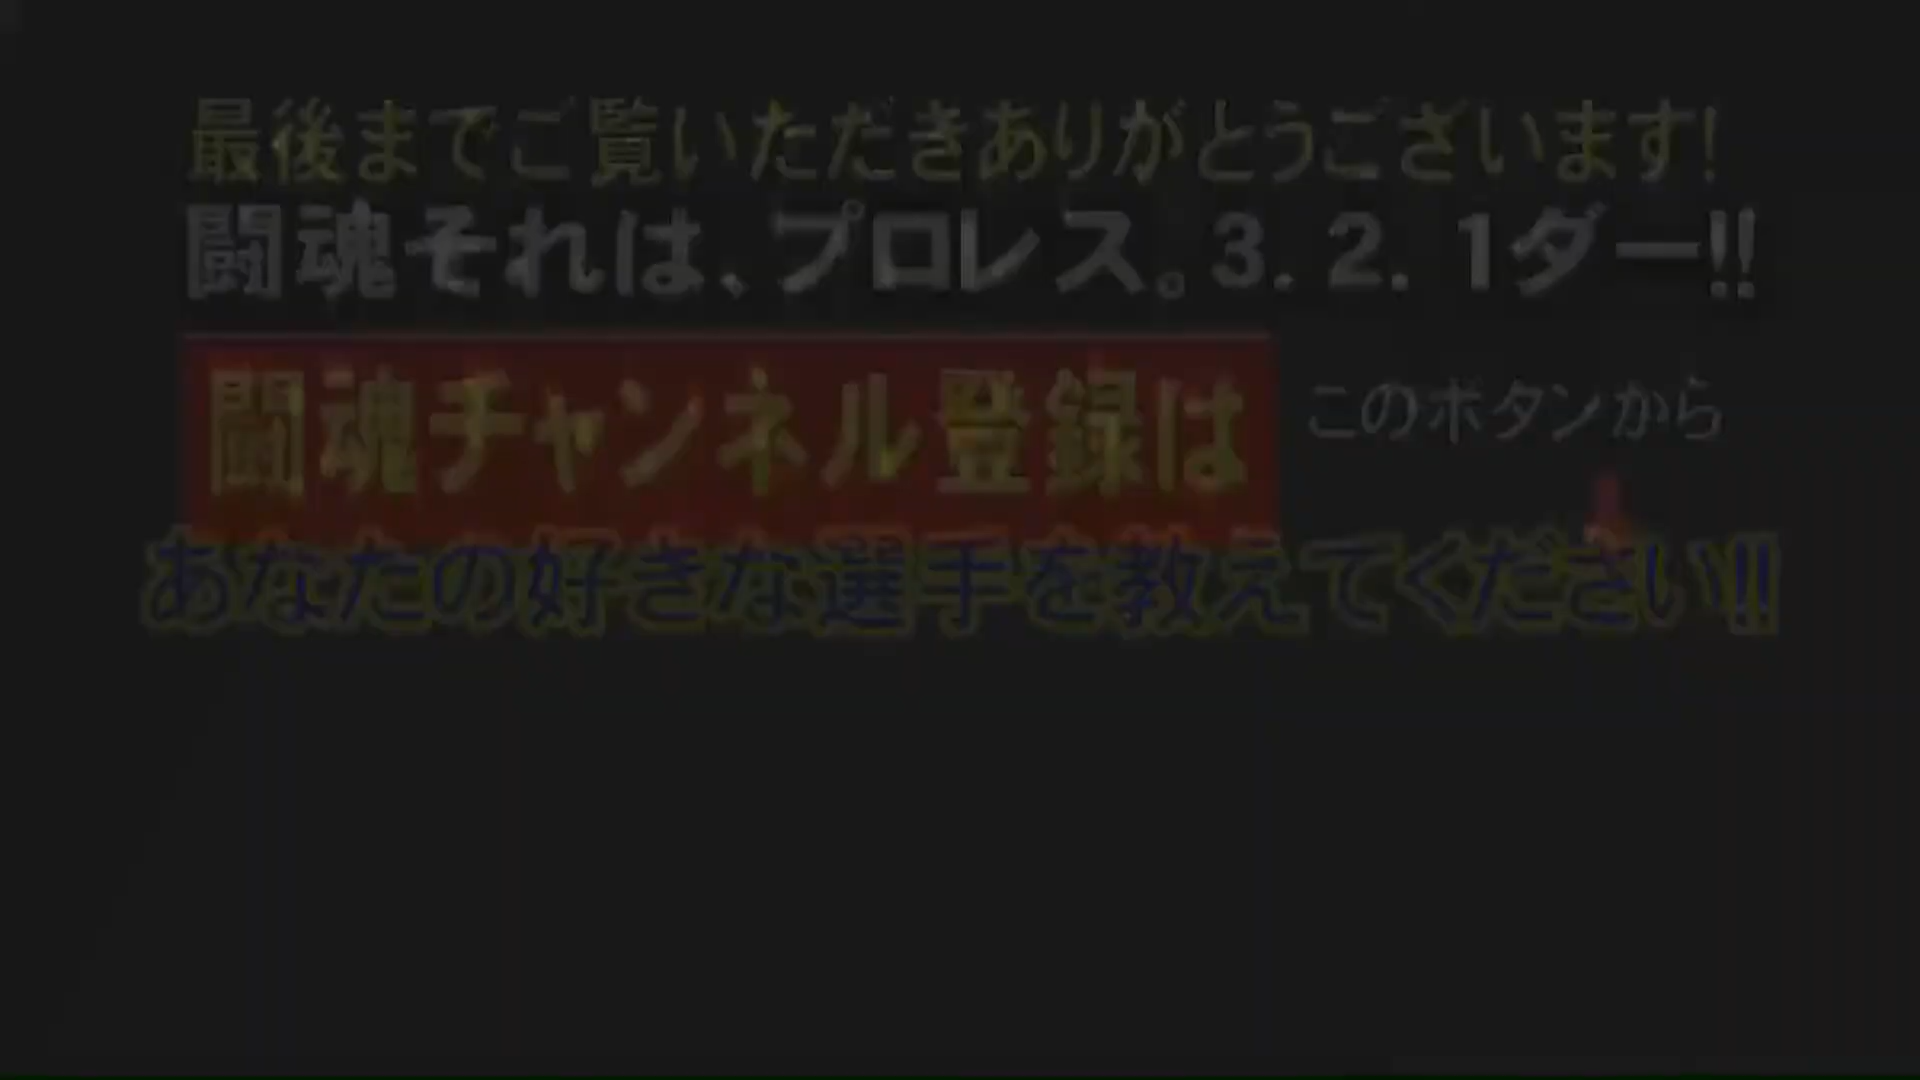 最後までご覧いただきありがとうございます!
闘魂それは、プロレス。3．2．1ダー!!
闘魂チャンネル登録は
このボタンから
あなたの好きな選手を教えてください!!